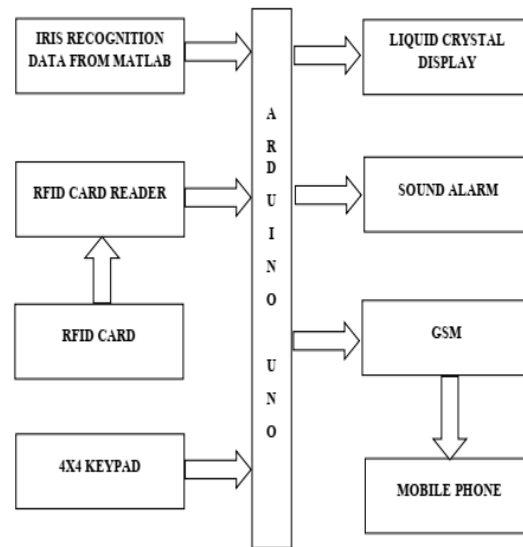 IRIS RECOGNITION
DATA FROM MATLAB
RFID CARD READER
RFID CARD
4X4 KEYPAD
A
R
D
U
I
N
O
U
N
O
LIQUID CRYSTAL
DISPLAY
SOUND ALARM
GSM
MOBILE PHONE